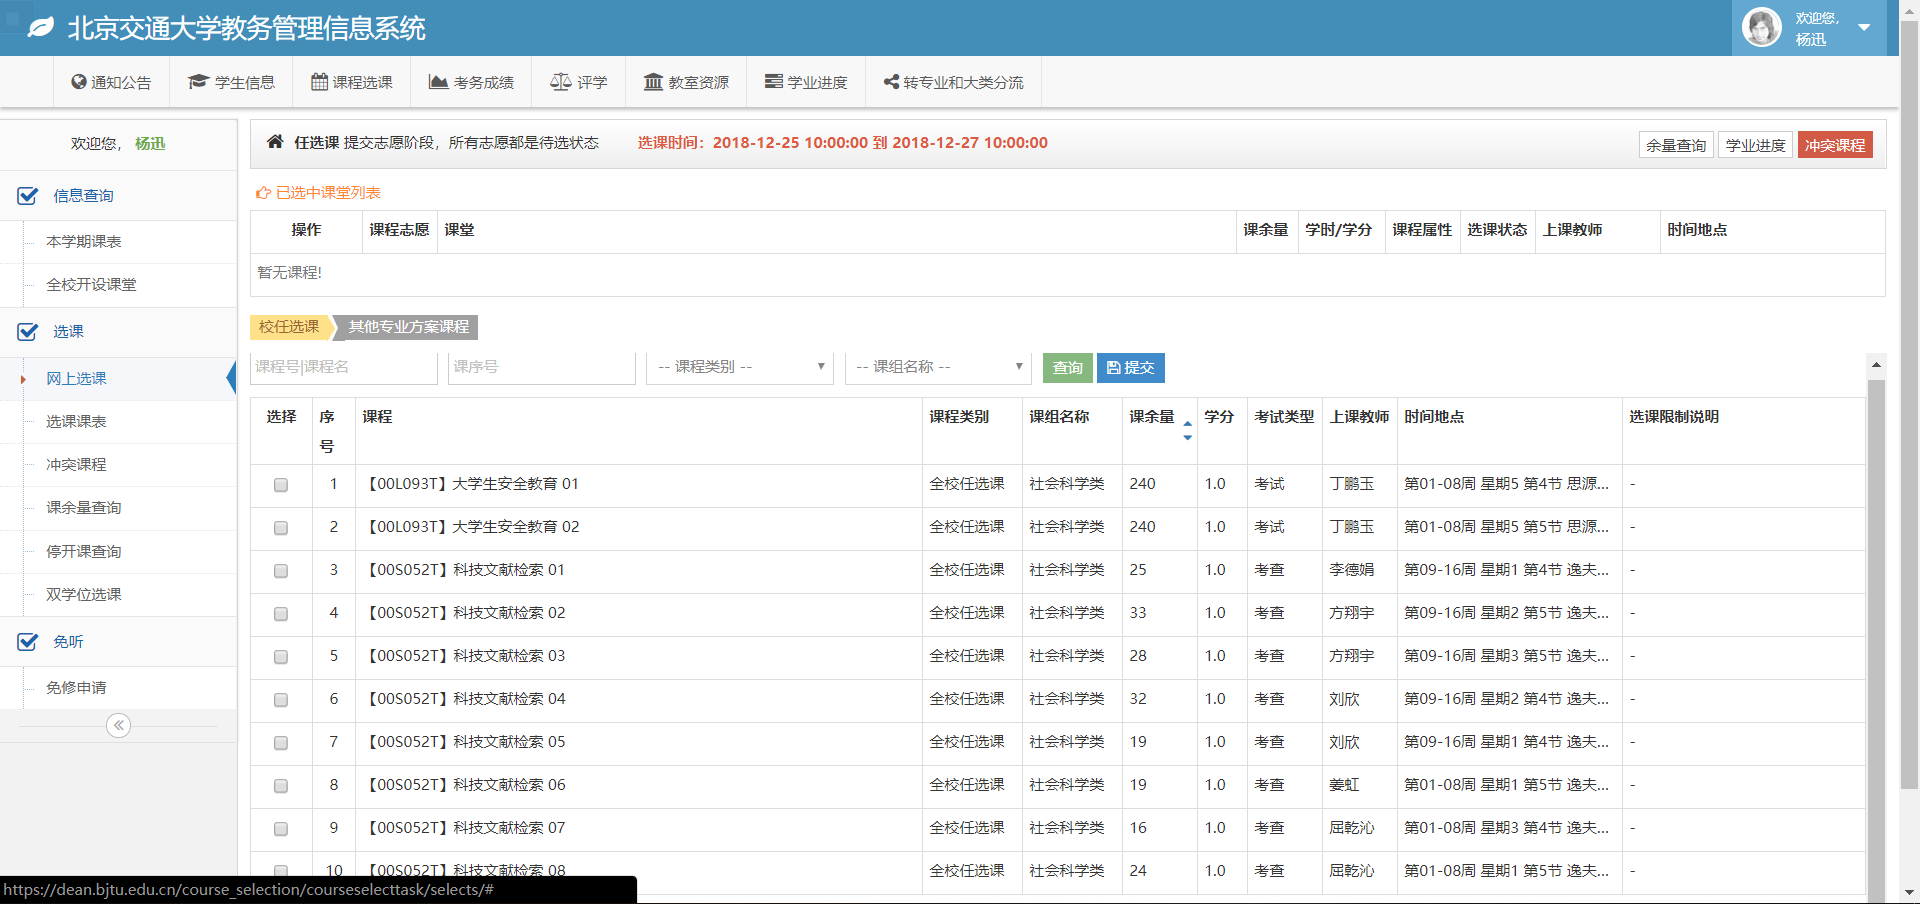 北京交通大学教务管理信息系统
欢迎您,
杨迅
通知公告 学生信息 课程选课 考务成绩 评学 教室资源 学业进度 转专业和大类分流
欢迎您, 杨迅
信息查询
本学期课表
全校开设课堂
选课
网上选课
选课课表
冲突课程
课余量查询
停开课查询
双学位选课
免听
免修申请
任选课 提交志愿阶段，所有志愿都是待选状态 选课时间：2018-12-25 10:00:00 到 2018-12-27 10:00:00 余量查询 学业进度 冲突课程
已选中课堂列表
操作 课程志愿 课堂 课余量 学时/学分 课程属性 选课状态 上课教师 时间地点
暂无课程!
校任选课 其他专业方案课程
课程号|课程名 课序号 -- 课程类别 -- -- 课组名称 -- 查询 提交
选择 序号 课程 课程类别 课组名称 课余量 学分 考试类型 上课教师 时间地点 选课限制说明
1 【00L093T】大学生安全教育 01 全校任选课 社会科学类 240 1.0 考试 丁鹏玉 第01-08周 星期5 第4节 思源... -
2 【00L093T】大学生安全教育 02 全校任选课 社会科学类 240 1.0 考试 丁鹏玉 第01-08周 星期5 第5节 思源... -
3 【00S052T】科技文献检索 01 全校任选课 社会科学类 25 1.0 考查 李德娟 第09-16周 星期1 第4节 逸夫... -
4 【00S052T】科技文献检索 02 全校任选课 社会科学类 33 1.0 考查 方翔宇 第09-16周 星期2 第5节 逸夫... -
5 【00S052T】科技文献检索 03 全校任选课 社会科学类 28 1.0 考查 方翔宇 第09-16周 星期3 第5节 逸夫... -
6 【00S052T】科技文献检索 04 全校任选课 社会科学类 32 1.0 考查 刘欣 第09-16周 星期2 第4节 逸夫... -
7 【00S052T】科技文献检索 05 全校任选课 社会科学类 19 1.0 考查 刘欣 第09-16周 星期1 第4节 逸夫... -
8 【00S052T】科技文献检索 06 全校任选课 社会科学类 19 1.0 考查 姜虹 第01-08周 星期1 第5节 逸夫... -
9 【00S052T】科技文献检索 07 全校任选课 社会科学类 16 1.0 考查 屈乾沁 第01-08周 星期3 第4节 逸夫... -
10 【00S052T】科技文献检索 08 全校任选课 社会科学类 24 1.0 考查 屈乾沁 第01-08周 星期1 第5节 逸夫... -
https://dean.bjtu.edu.cn/course_selection/courseselecttask/selects/#